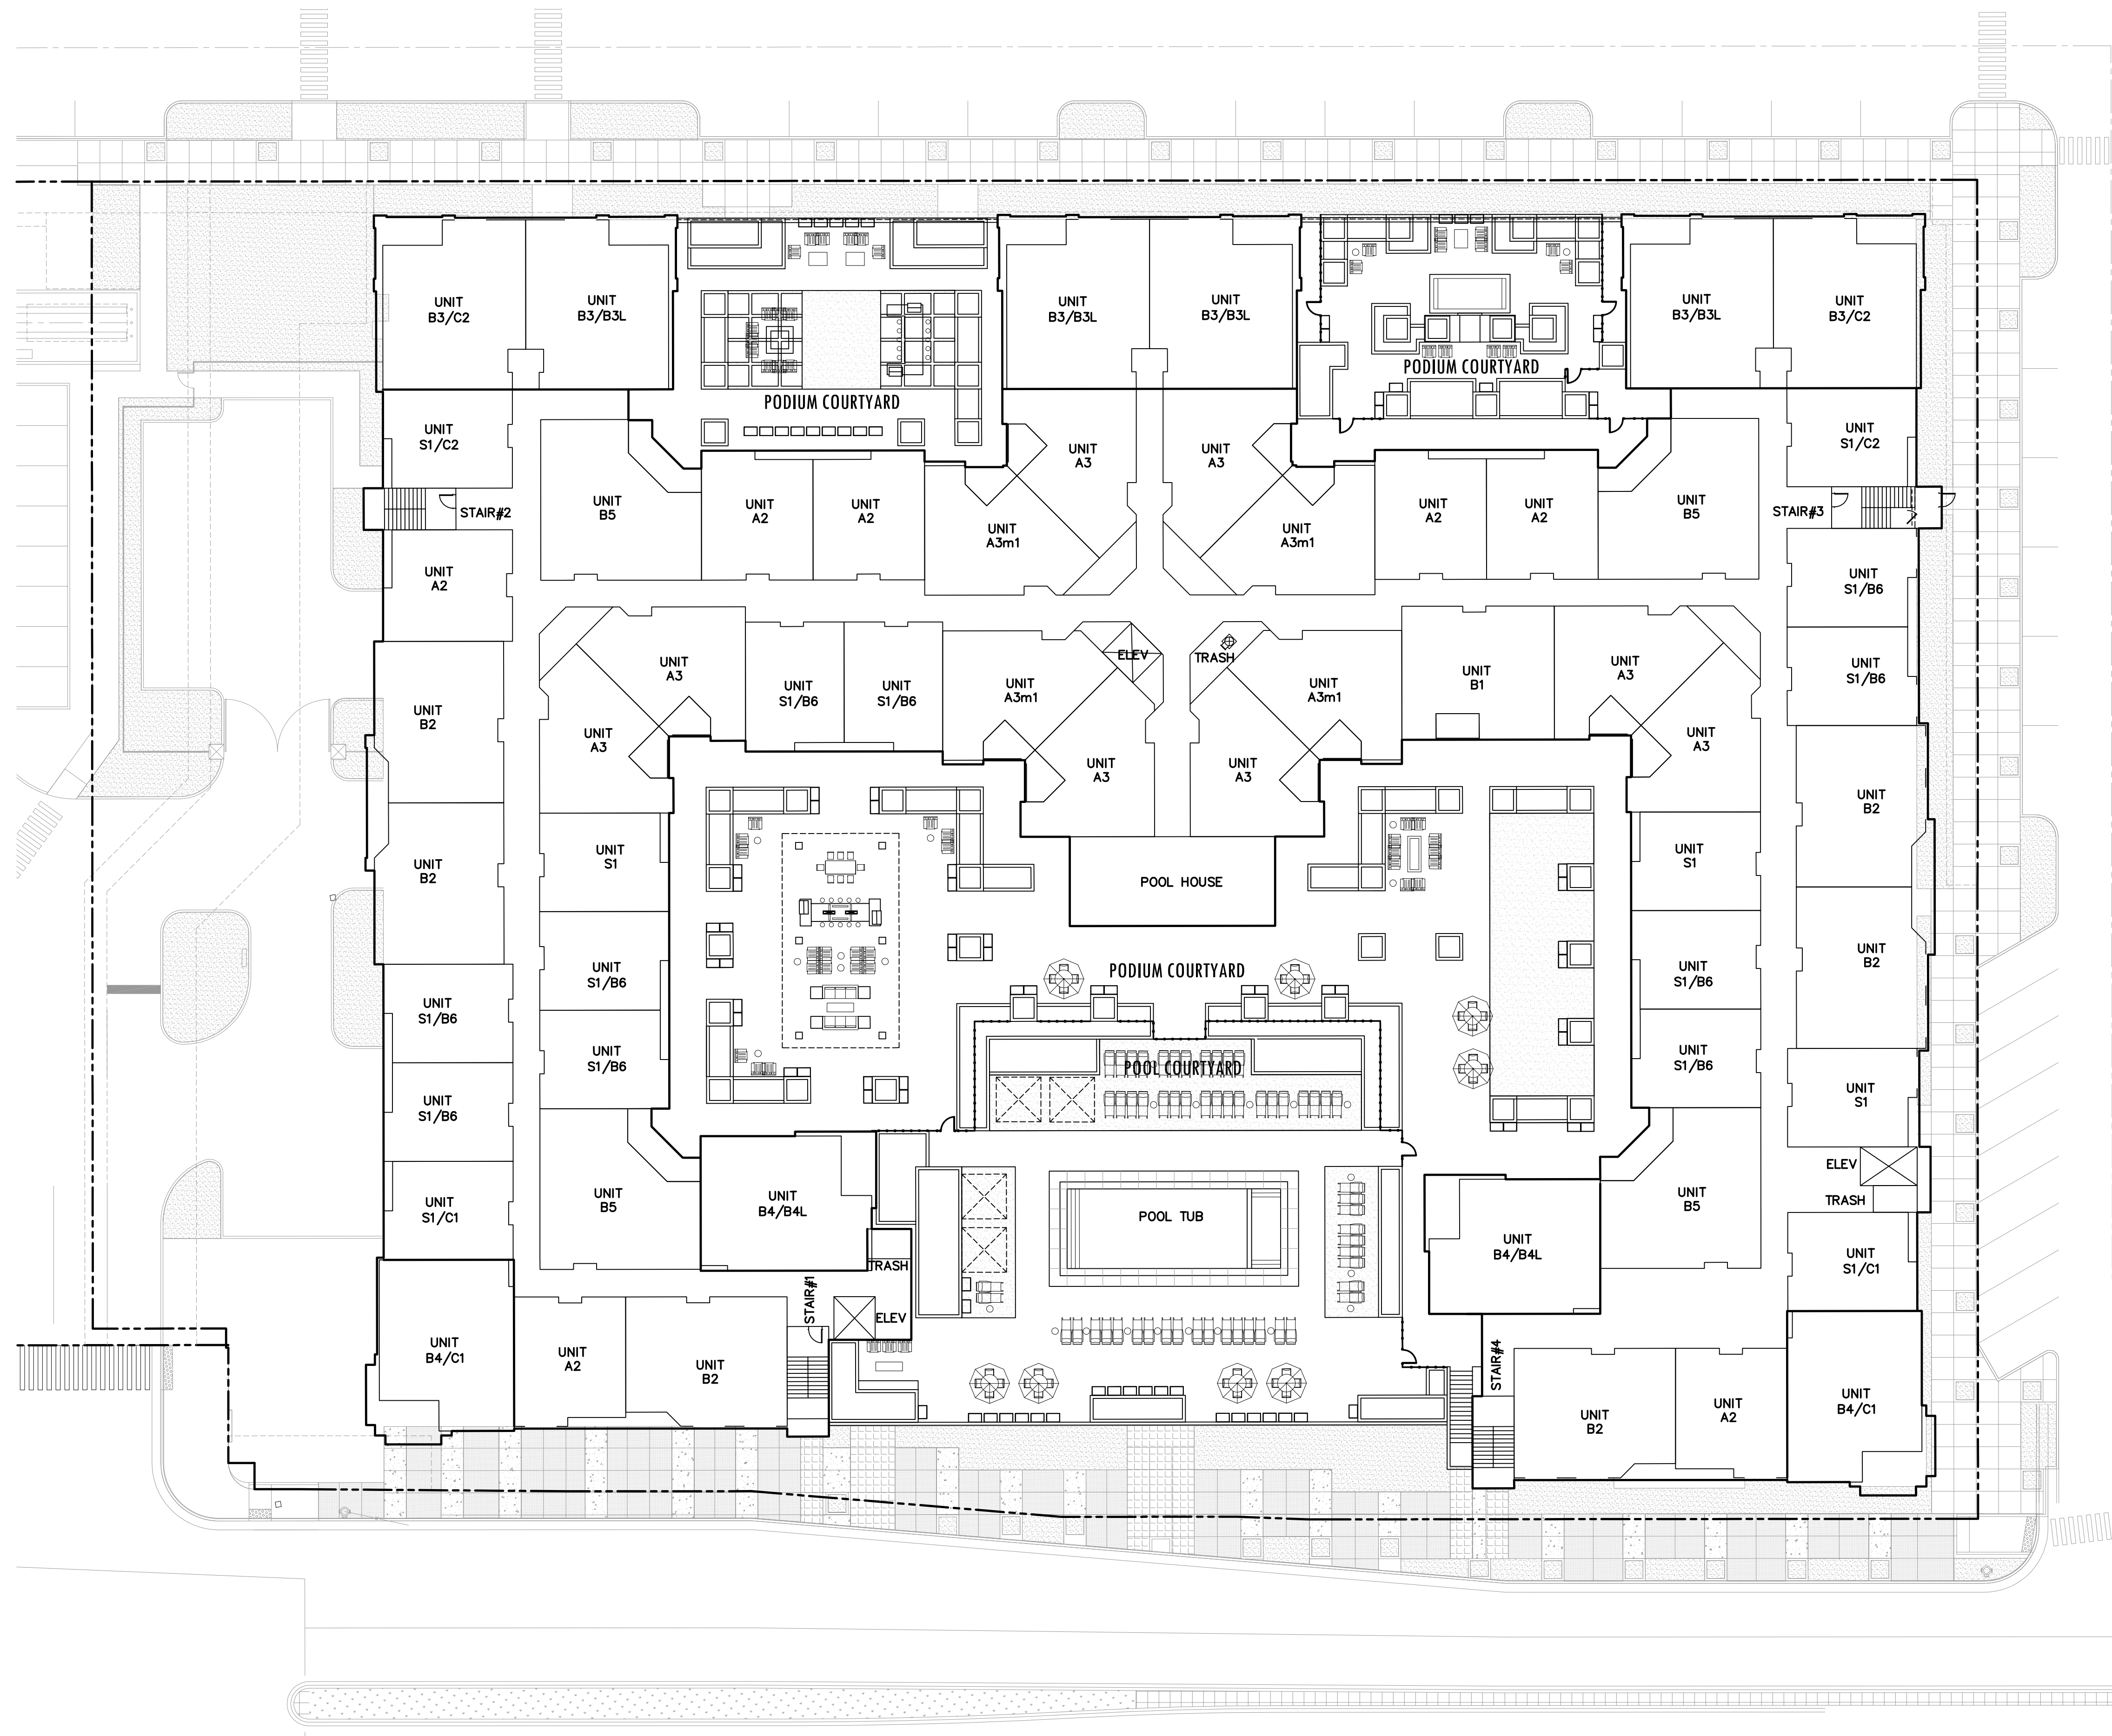 UNIT
B3/C2
UNIT
B3/B3L
UNIT
B3/B3L
UNIT
B3/B3L
UNIT
B3/B3L
UNIT
B3/C2
PODIUM COURTYARD
PODIUM COURTYARD
UNIT
S1/C2
UNIT
A3
UNIT
A3
UNIT
S1/C2
STAIR#2
UNIT
B5
UNIT
A2
UNIT
A2
UNIT
A3m1
UNIT
A3m1
UNIT
A2
UNIT
A2
UNIT
B5
STAIR#3
UNIT
A2
UNIT
S1/B6
UNIT
A3
UNIT
S1/B6
UNIT
S1/B6
UNIT
A3m1
ELEV
TRASH
UNIT
A3m1
UNIT
B1
UNIT
A3
UNIT
S1/B6
UNIT
B2
UNIT
A3
UNIT
A3
UNIT
A3
UNIT
A3
UNIT
B2
UNIT
B2
UNIT
S1
POOL HOUSE
UNIT
S1
UNIT
B2
UNIT
S1/B6
UNIT
S1/B6
PODIUM COURTYARD
UNIT
S1/B6
UNIT
S1/B6
UNIT
S1/B6
POOL COURTYARD
UNIT
S1/B6
UNIT
S1
UNIT
S1/B6
ELEV
TRASH
UNIT
S1/C1
UNIT
B5
UNIT
B4/B4L
POOL TUB
UNIT
B4/B4L
UNIT
B5
UNIT
S1/C1
TRASH
STAIR#1
ELEV
UNIT
B4/C1
UNIT
A2
UNIT
B2
STAIR#4
UNIT
B2
UNIT
A2
UNIT
B4/C1